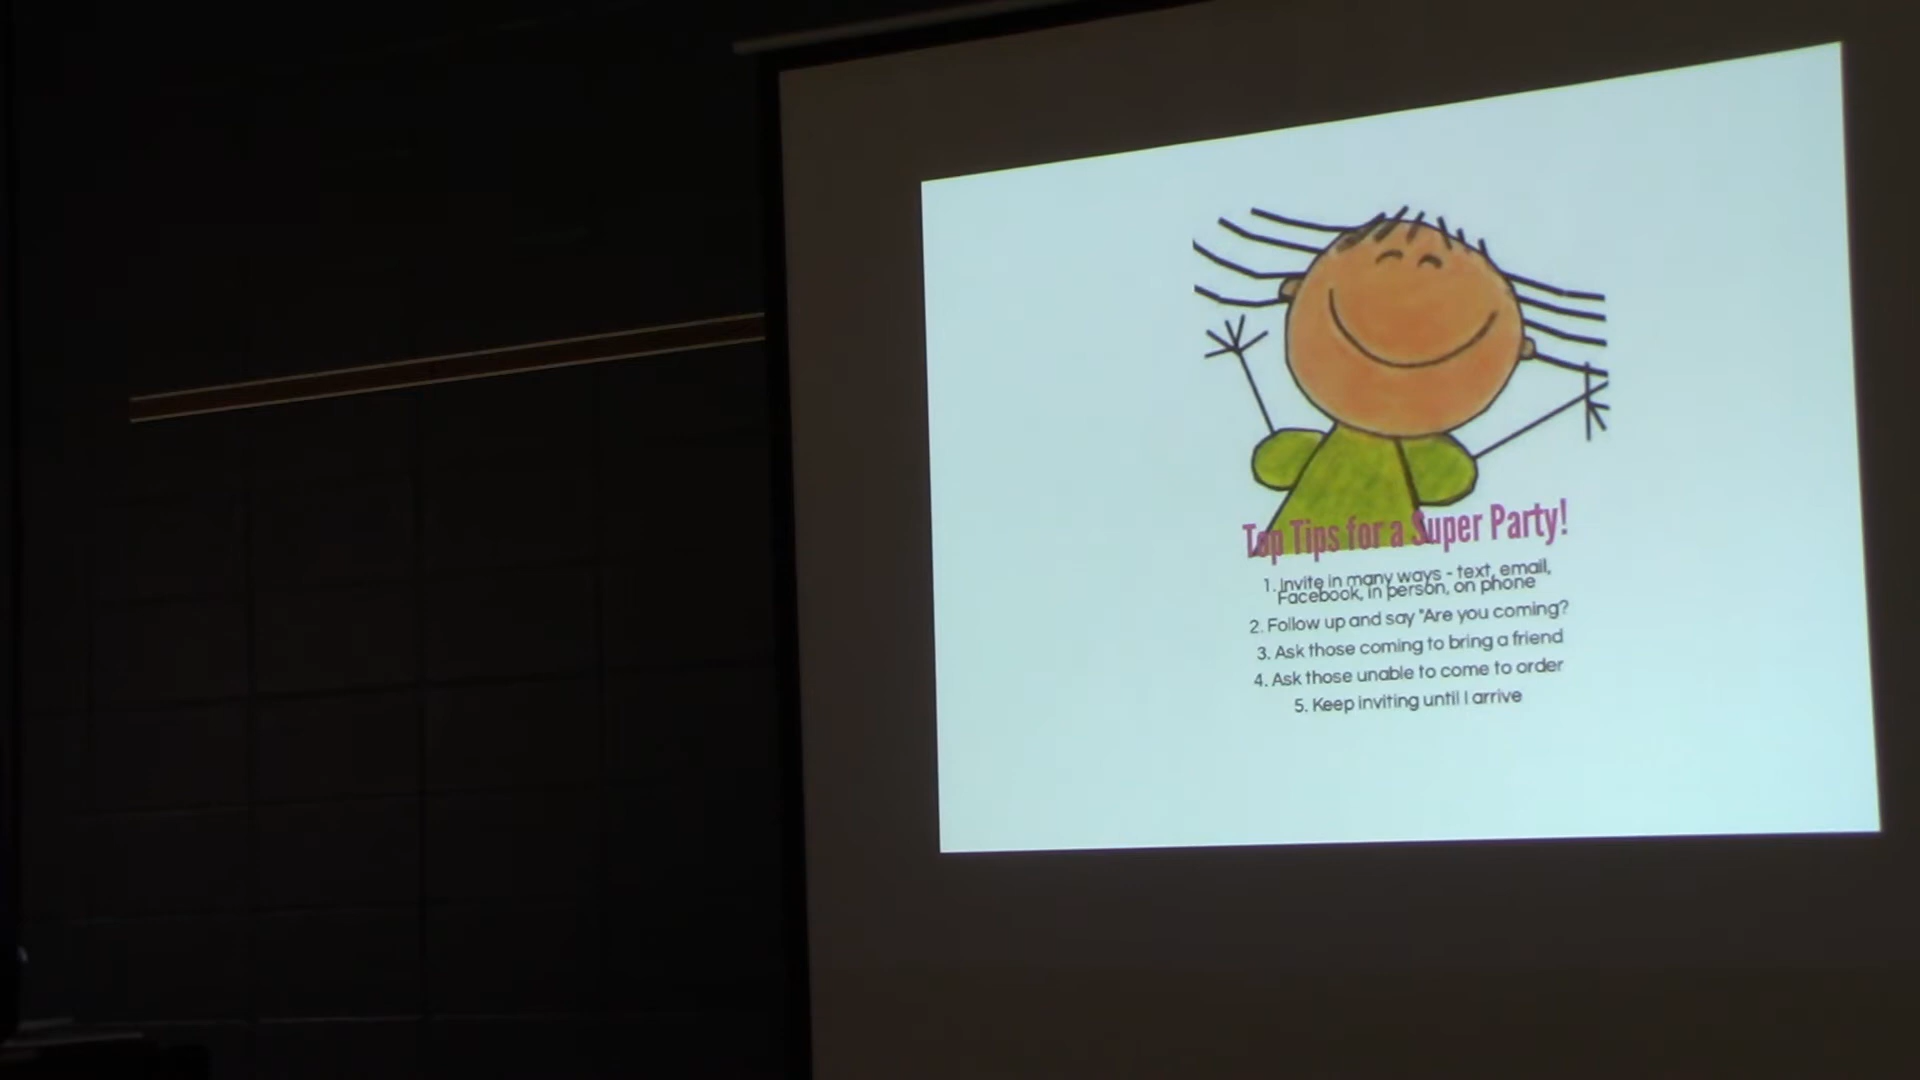 Top Tips for a Super Party!
1. Invite in many ways - text, email,
Facebook, in person, on phone
2. Follow up and say "Are you coming?
3. Ask those coming to bring a friend
4. Ask those unable to come to order
5. Keep inviting until I arrive